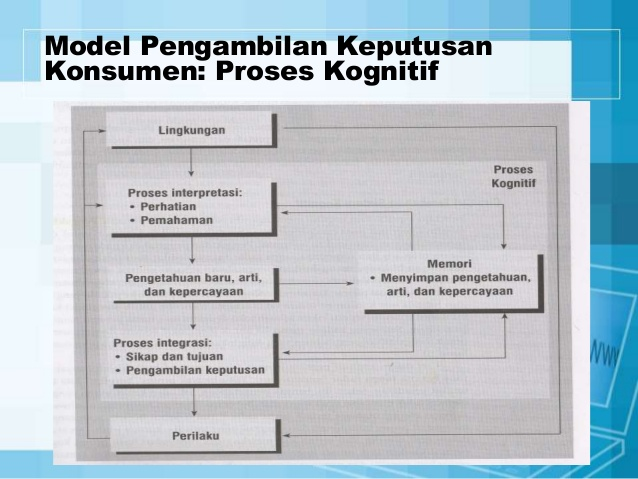 Model Pengambilan Keputusan
Konsumen: Proses Kognitif
Lingkungan
Proses
Kognitif
Proses interpretasi:
• Perhatian
• Pemahaman
Memori
• Menyimpan pengetahuan,
arti, dan kepercayaan
Pengetahuan baru, arti,
dan kepercayaan
Proses integrasi:
• Sikap dan tujuan
• Pengambilan keputusan
Perilaku
WW